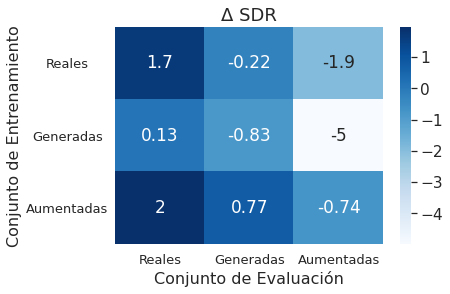 Δ SDR
Conjunto de Entrenamiento
Reales 1.7 -0.22 -1.9
Generadas 0.13 -0.83 -5
Aumentadas 2 0.77 -0.74
Reales Generadas Aumentadas
Conjunto de Evaluación
1
0
−1
−2
−3
−4